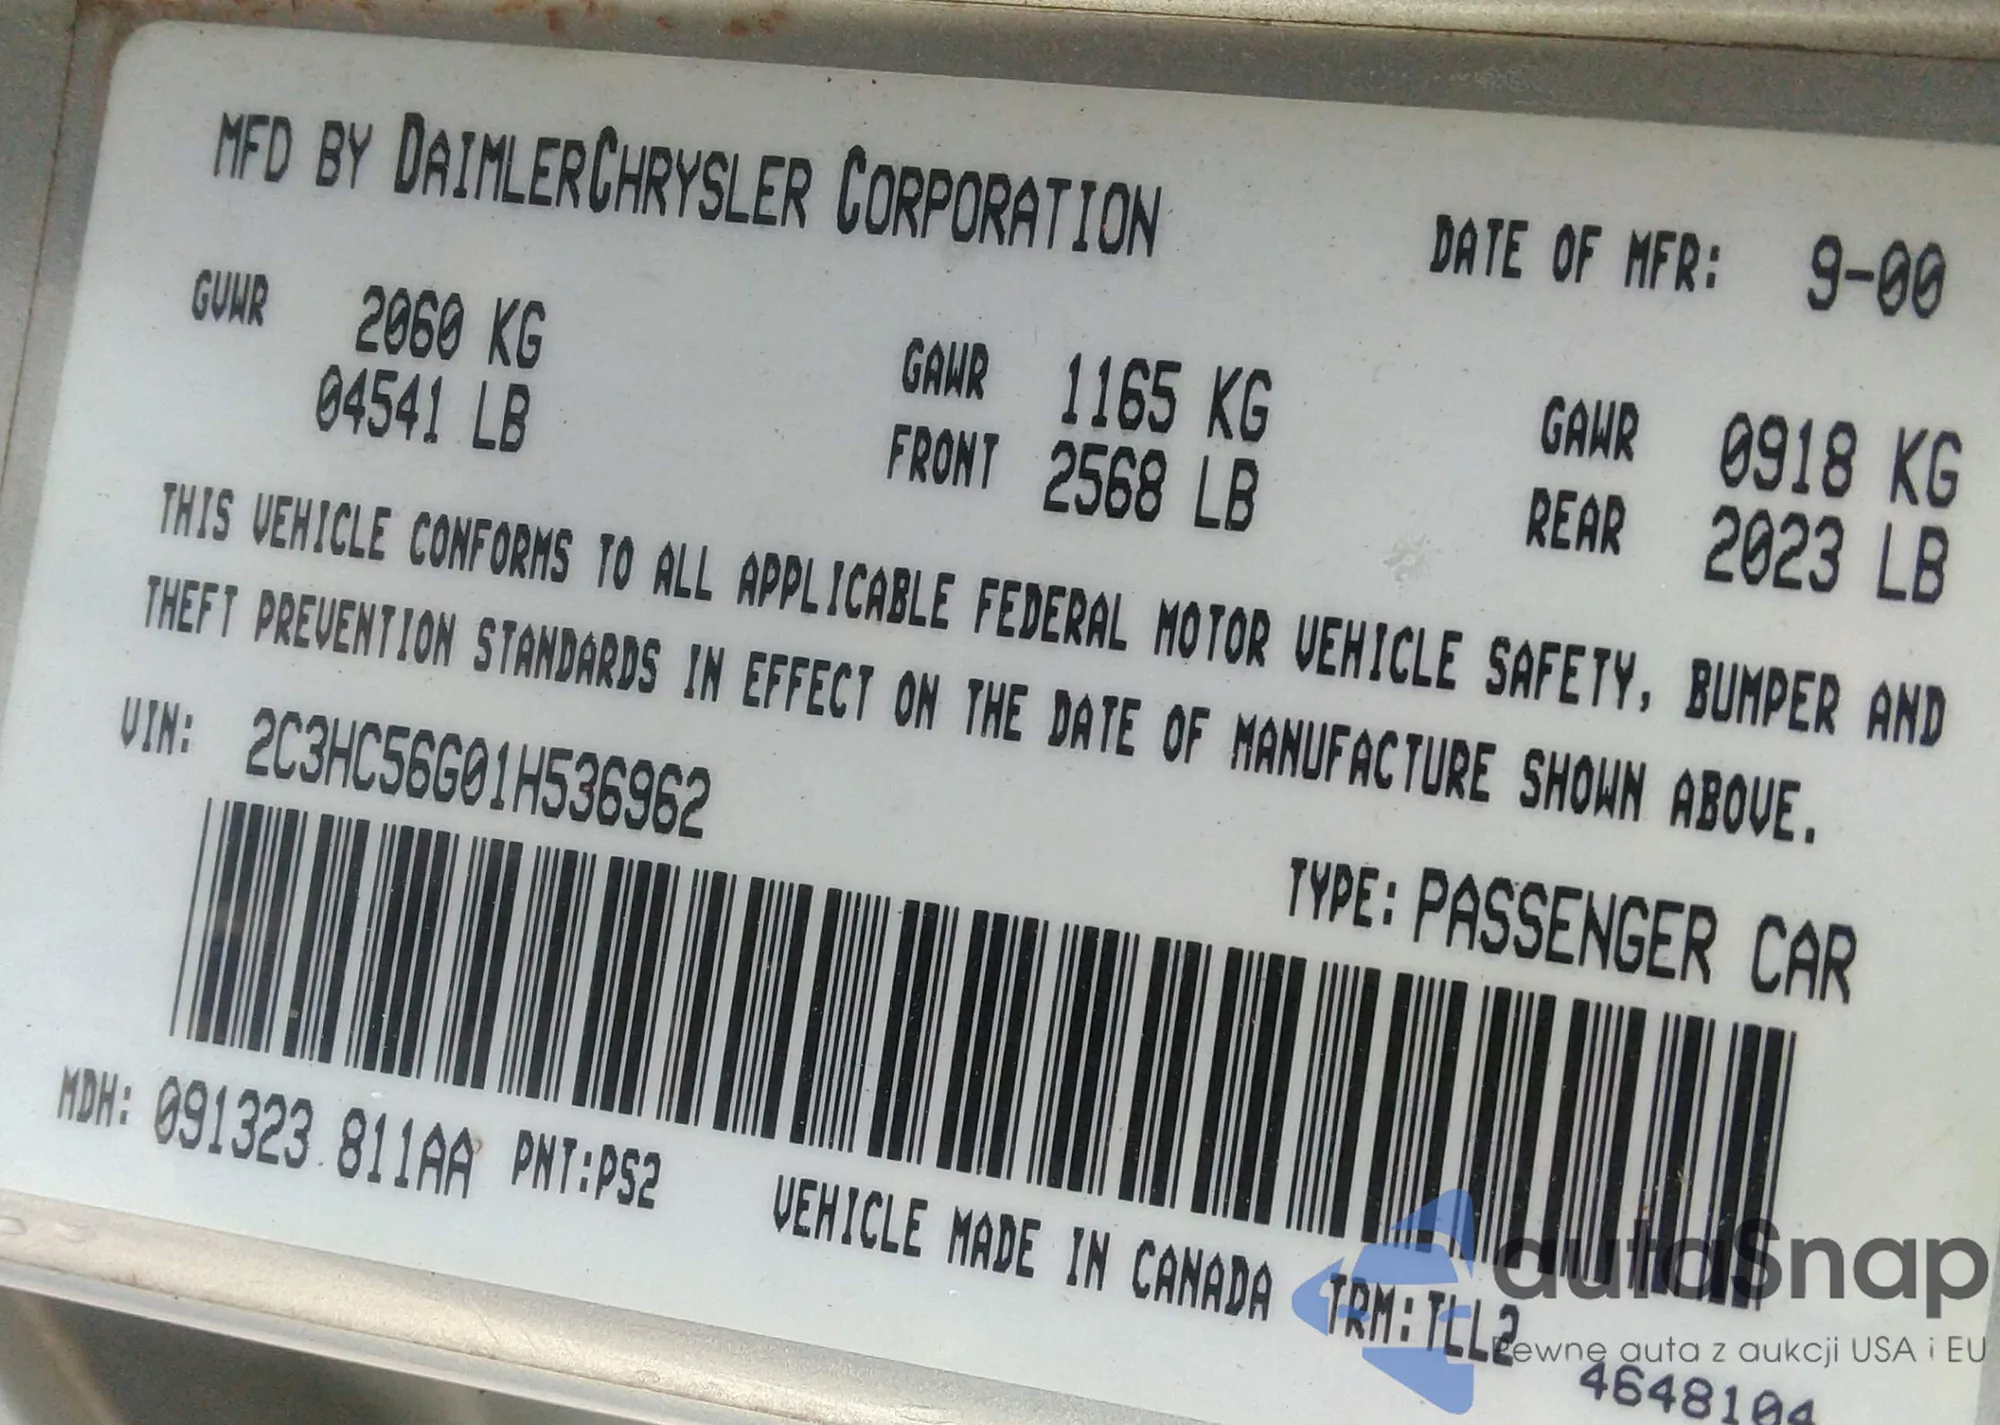 MFD BY DAIMLERCHRYSLER CORPORATION
DATE OF MFR: 9-00
GVWR 2060 KG
04541 LB
GAWR 1165 KG
FRONT 2568 LB
GAWR 0918 KG
REAR 2023 LB
THIS VEHICLE CONFORMS TO ALL APPLICABLE FEDERAL MOTOR VEHICLE SAFETY, BUMPER AND
THEFT PREVENTION STANDARDS IN EFFECT ON THE DATE OF MANUFACTURE SHOWN ABOVE.
VIN: 2C3HC56G01H536962
TYPE: PASSENGER CAR
MDH: 091323 811AA PNT:PS2
VEHICLE MADE IN CANADA TRM:TLL2
4648104
autoSnap
Pewne auta z aukcji USA i EU